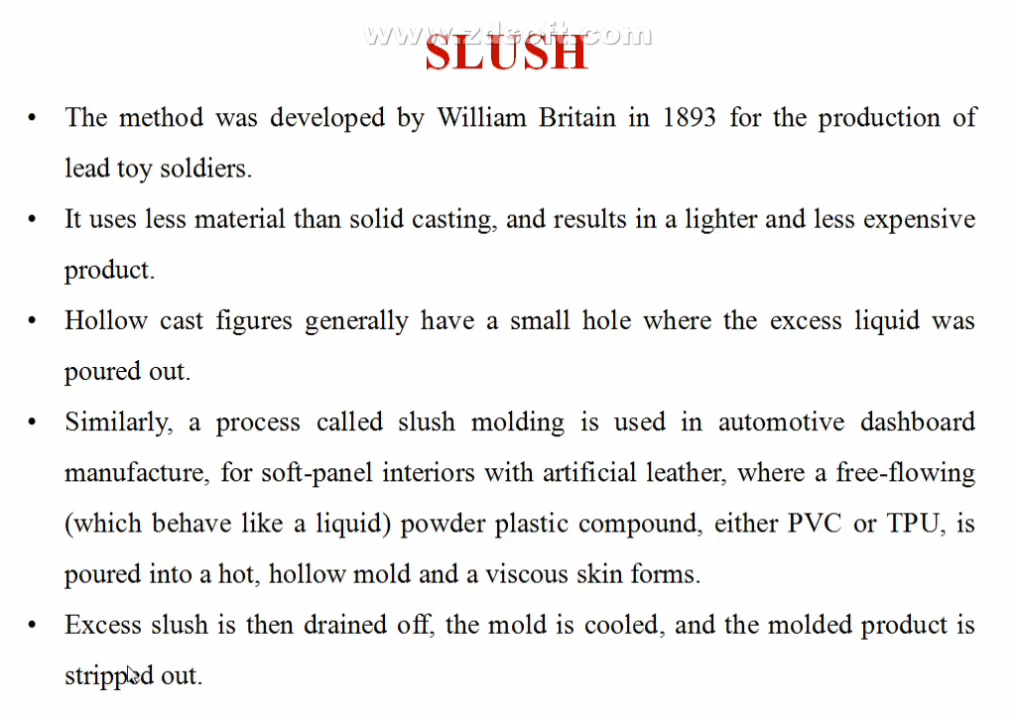 www.zdsoft.com
SLUSH
• The method was developed by William Britain in 1893 for the production of
lead toy soldiers.
• It uses less material than solid casting, and results in a lighter and less expensive
product.
• Hollow cast figures generally have a small hole where the excess liquid was
poured out.
• Similarly, a process called slush molding is used in automotive dashboard
manufacture, for soft-panel interiors with artificial leather, where a free-flowing
(which behave like a liquid) powder plastic compound, either PVC or TPU, is
poured into a hot, hollow mold and a viscous skin forms.
• Excess slush is then drained off, the mold is cooled, and the molded product is
stripped out.